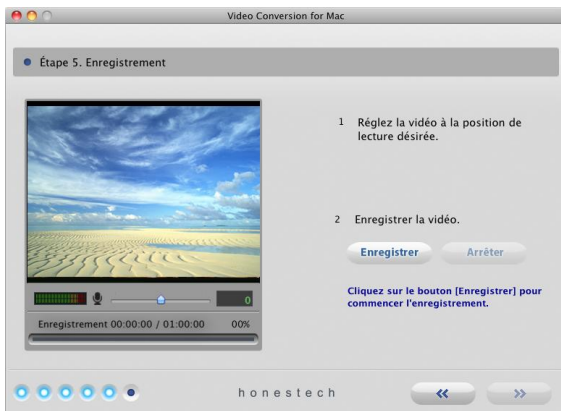 Video Conversion for Mac
Étape 5. Enregistrement
1 Réglez la vidéo à la position de
lecture désirée.
2 Enregistrer la vidéo.
Enregistrer Arrêter
Cliquez sur le bouton [Enregistrer] pour
commencer l'enregistrement.
0
Enregistrement 00:00:00 / 01:00:00 00%
honestech